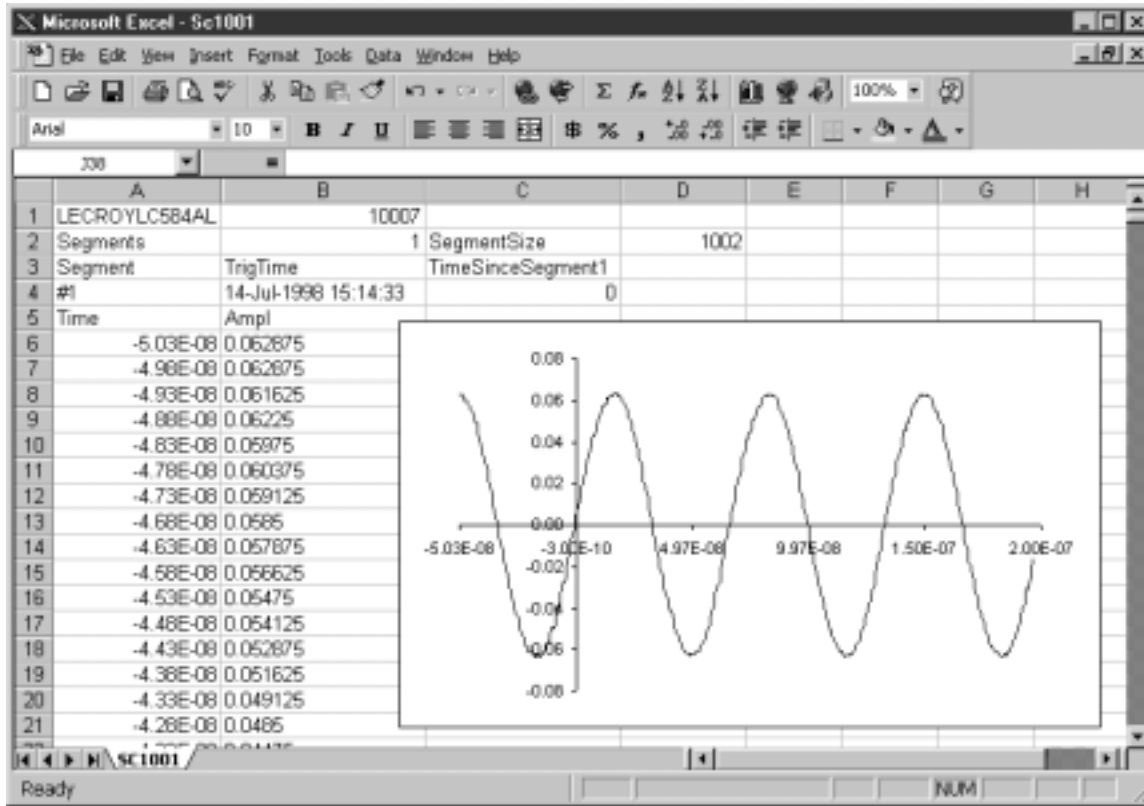 Microsoft Excel - Sc1001
File Edit View Insert Format Tools Data Window Help
100%
Arial 10 B I U $ % ,
J38 =
A B C D E F G H
1 LECROYLC584AL 10007
2 Segments 1 SegmentSize 1002
3 Segment TrigTime TimeSinceSegment1
4 #1 14-Jul-1998 15:14:33 0
5 Time Ampl
6 -5.03E-08 0.062875
7 -4.98E-08 0.062875
8 -4.93E-08 0.061625
9 -4.88E-08 0.06225
10 -4.83E-08 0.05975
11 -4.78E-08 0.060375
12 -4.73E-08 0.059125
13 -4.68E-08 0.0585
14 -4.63E-08 0.057875
15 -4.58E-08 0.056625
16 -4.53E-08 0.05475
17 -4.48E-08 0.054125
18 -4.43E-08 0.052875
19 -4.38E-08 0.051625
20 -4.33E-08 0.049125
21 -4.28E-08 0.0485
0.08
0.06
0.04
0.02
0.00
-5.03E-08 -3.00E-10 4.97E-08 9.97E-08 1.50E-07 2.00E-07
-0.02
-0.04
-0.06
-0.08
SC1001
Ready NUM